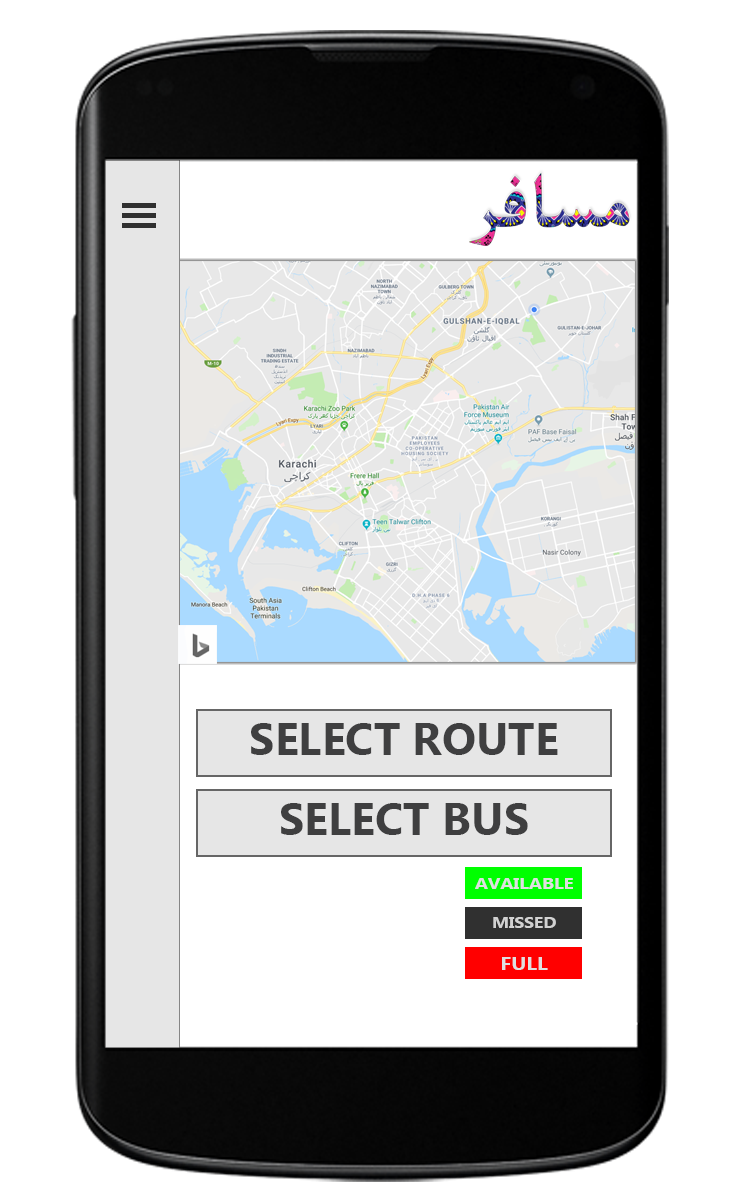 مسافر
NORTH
NAZIMABAD
TOWN
GULBERG TOWN
GULSHAN-E-IQBAL
گلشن
اقبال ٹاؤن
GULISTAN-E-JOHAR
SINDH
INDUSTRIAL
TRADING ESTATE
NAZIMABAD
M-10
Lyari Expy
Karachi Zoo Park
LYARI
Lyari Expy
Pakistan Air
Force Museum
PAF Base Faisal
Shah F
Tow
PAKISTAN
EMPLOYEES
CO-OPERATIVE
HOUSING SOCIETY
Karachi
کراچی
Frere Hall
Teen Talwar Clifton
KORANGI
CLIFTON
Nasir Colony
GIZRI
Clifton Beach
D.H.A PHASE 6
South Asia
Pakistan
Terminals
Manora Beach
SELECT ROUTE
SELECT BUS
AVAILABLE
MISSED
FULL